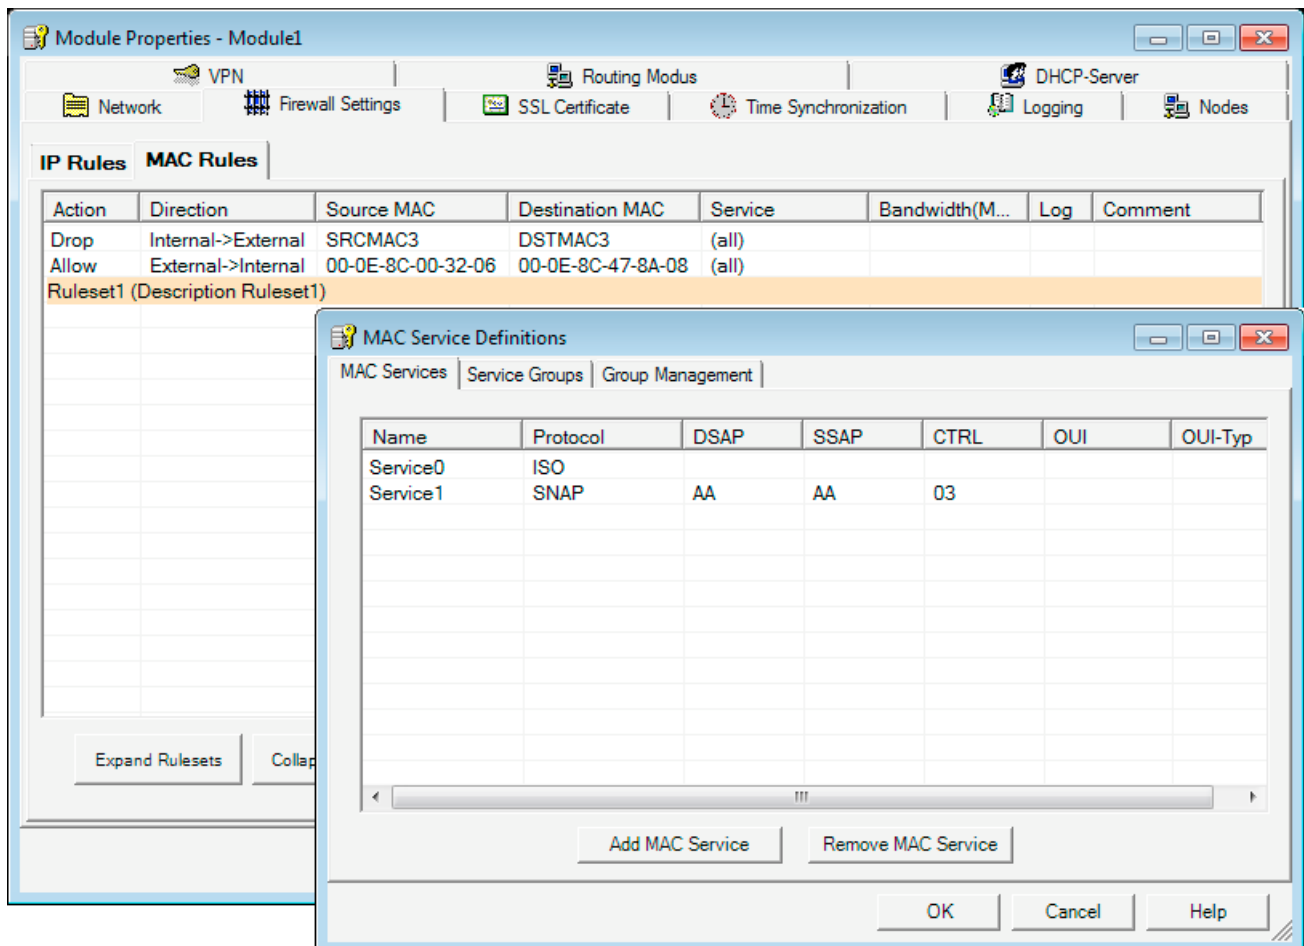 Module Properties - Module1
VPN Routing Modus DHCP-Server
Network Firewall Settings SSL Certificate Time Synchronization Logging Nodes
IP Rules MAC Rules
Action Direction Source MAC Destination MAC Service Bandwidth(M... Log Comment
Drop Internal->External SRCMAC3 DSTMAC3 (all)
Allow External->Internal 00-0E-8C-00-32-06 00-0E-8C-47-8A-08 (all)
Ruleset1 (Description Ruleset1)
MAC Service Definitions
MAC Services Service Groups Group Management
Name Protocol DSAP SSAP CTRL OUI OUI-Typ
Service0 ISO
Service1 SNAP AA AA 03
Expand Rulesets Collap
Add MAC Service Remove MAC Service
OK Cancel Help